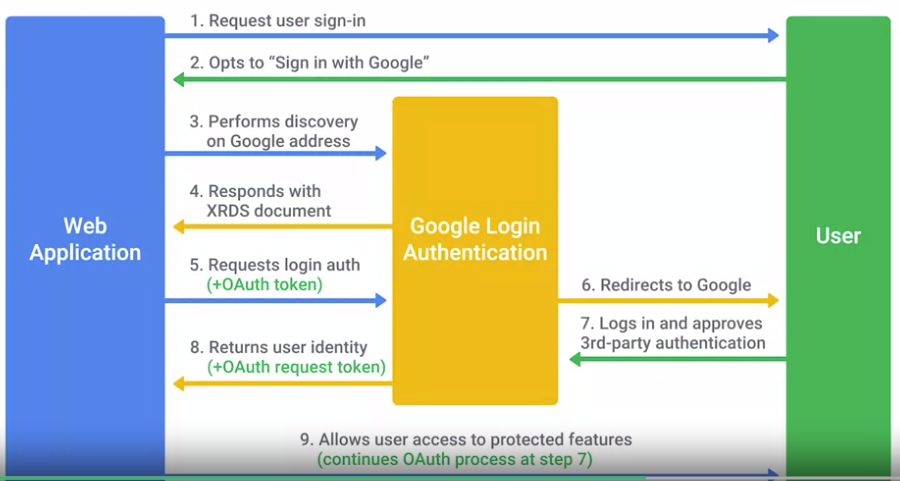 1. Request user sign-in
2. Opts to “Sign in with Google”
3. Performs discovery
on Google address
4. Responds with
XRDS document
Web
Application
Google Login
Authentication
User
5. Requests login auth
(+OAuth token)
6. Redirects to Google
7. Logs in and approves
3rd-party authentication
8. Returns user identity
(+OAuth request token)
9. Allows user access to protected features
(continues OAuth process at step 7)